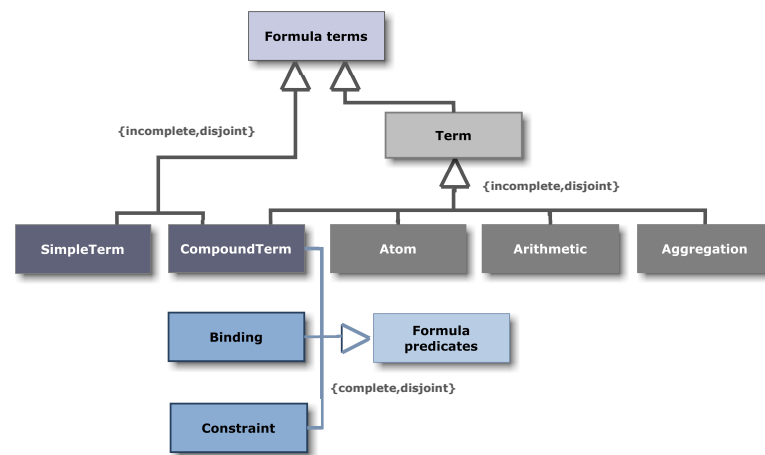 Formula terms
{incomplete,disjoint}
Term
{incomplete,disjoint}
SimpleTerm
CompoundTerm
Atom
Arithmetic
Aggregation
Binding
Formula
predicates
{complete,disjoint}
Constraint